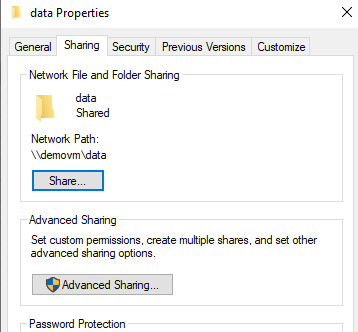 data Properties
General Sharing Security Previous Versions Customize
Network File and Folder Sharing
data
Shared
Network Path:
\\demovm\data
Share...
Advanced Sharing
Set custom permissions, create multiple shares, and set other
advanced sharing options.
Advanced Sharing...
Password Protection